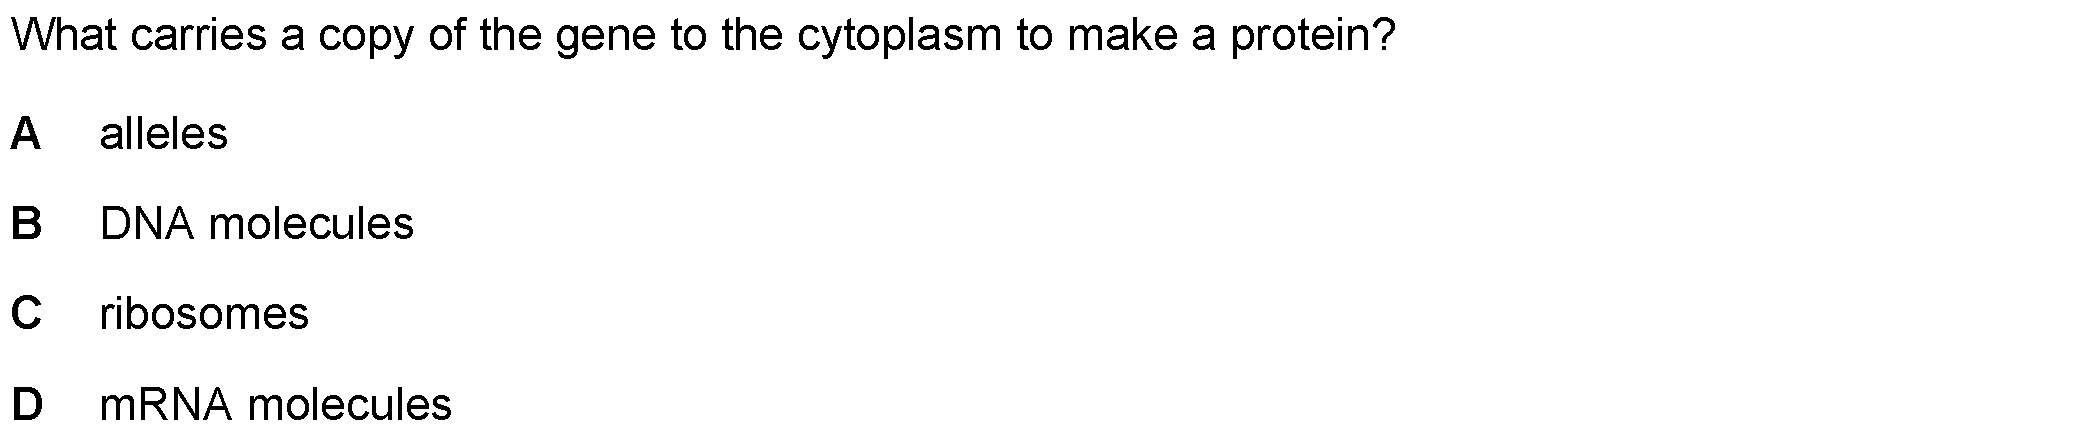 What carries a copy of the gene to the cytoplasm to make a protein?
A alleles
B DNA molecules
C ribosomes
D mRNA molecules